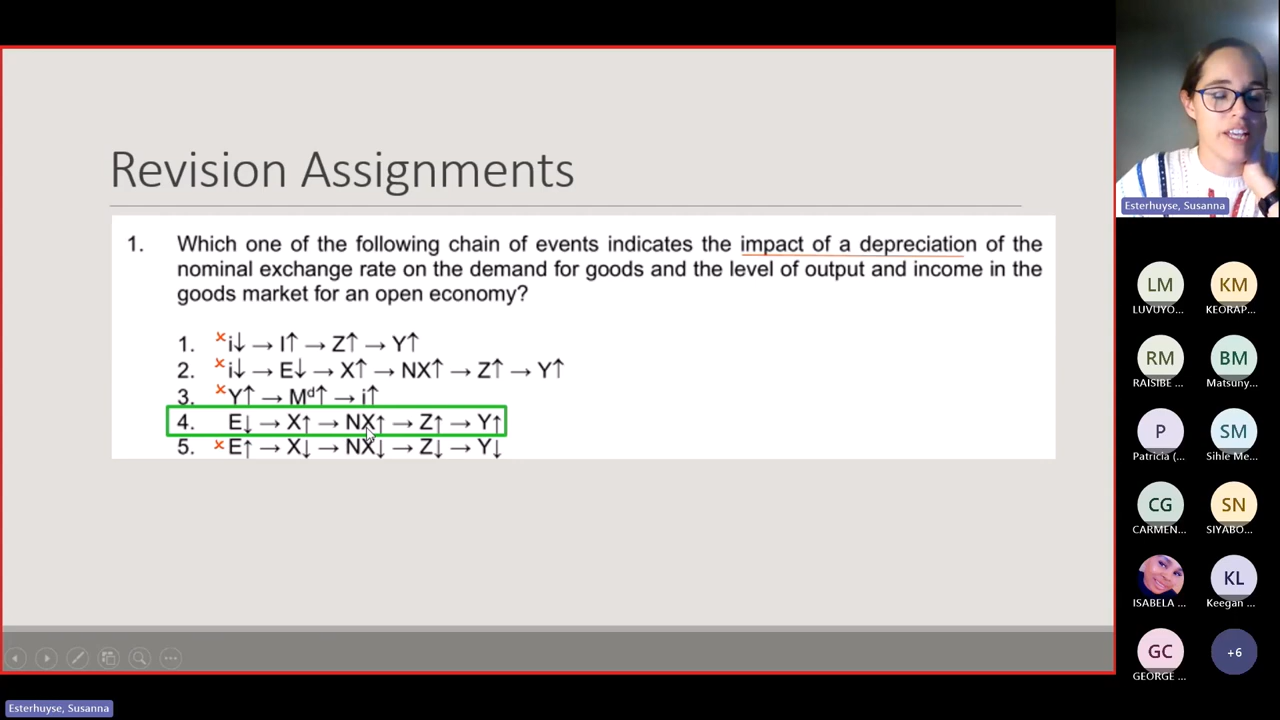 Revision Assignments
1. Which one of the following chain of events indicates the impact of a depreciation of the
nominal exchange rate on the demand for goods and the level of output and income in the
goods market for an open economy?
1. × i↓ → I↑ → Z↑ → Y↑
2. × i↓ → E↓ → X↑ → NX↑ → Z↑ → Y↑
3. × Y↑ → Mᵈ↑ → i↑
4. E↓ → X↑ → NX↑ → Z↑ → Y↑
5. × E↑ → X↓ → NX↓ → Z↓ → Y↓
Esterhuyse, Susanna
LM
LUVUYO...
KM
KEORAP...
RM
RAISIBE ...
BM
Matsuny...
P
Patricia (...
SM
Sihle Me...
CG
CARMEN...
SN
SIYABO...
ISABELA ...
KL
Keegan ...
GC
GEORGE ...
+6
Esterhuyse, Susanna